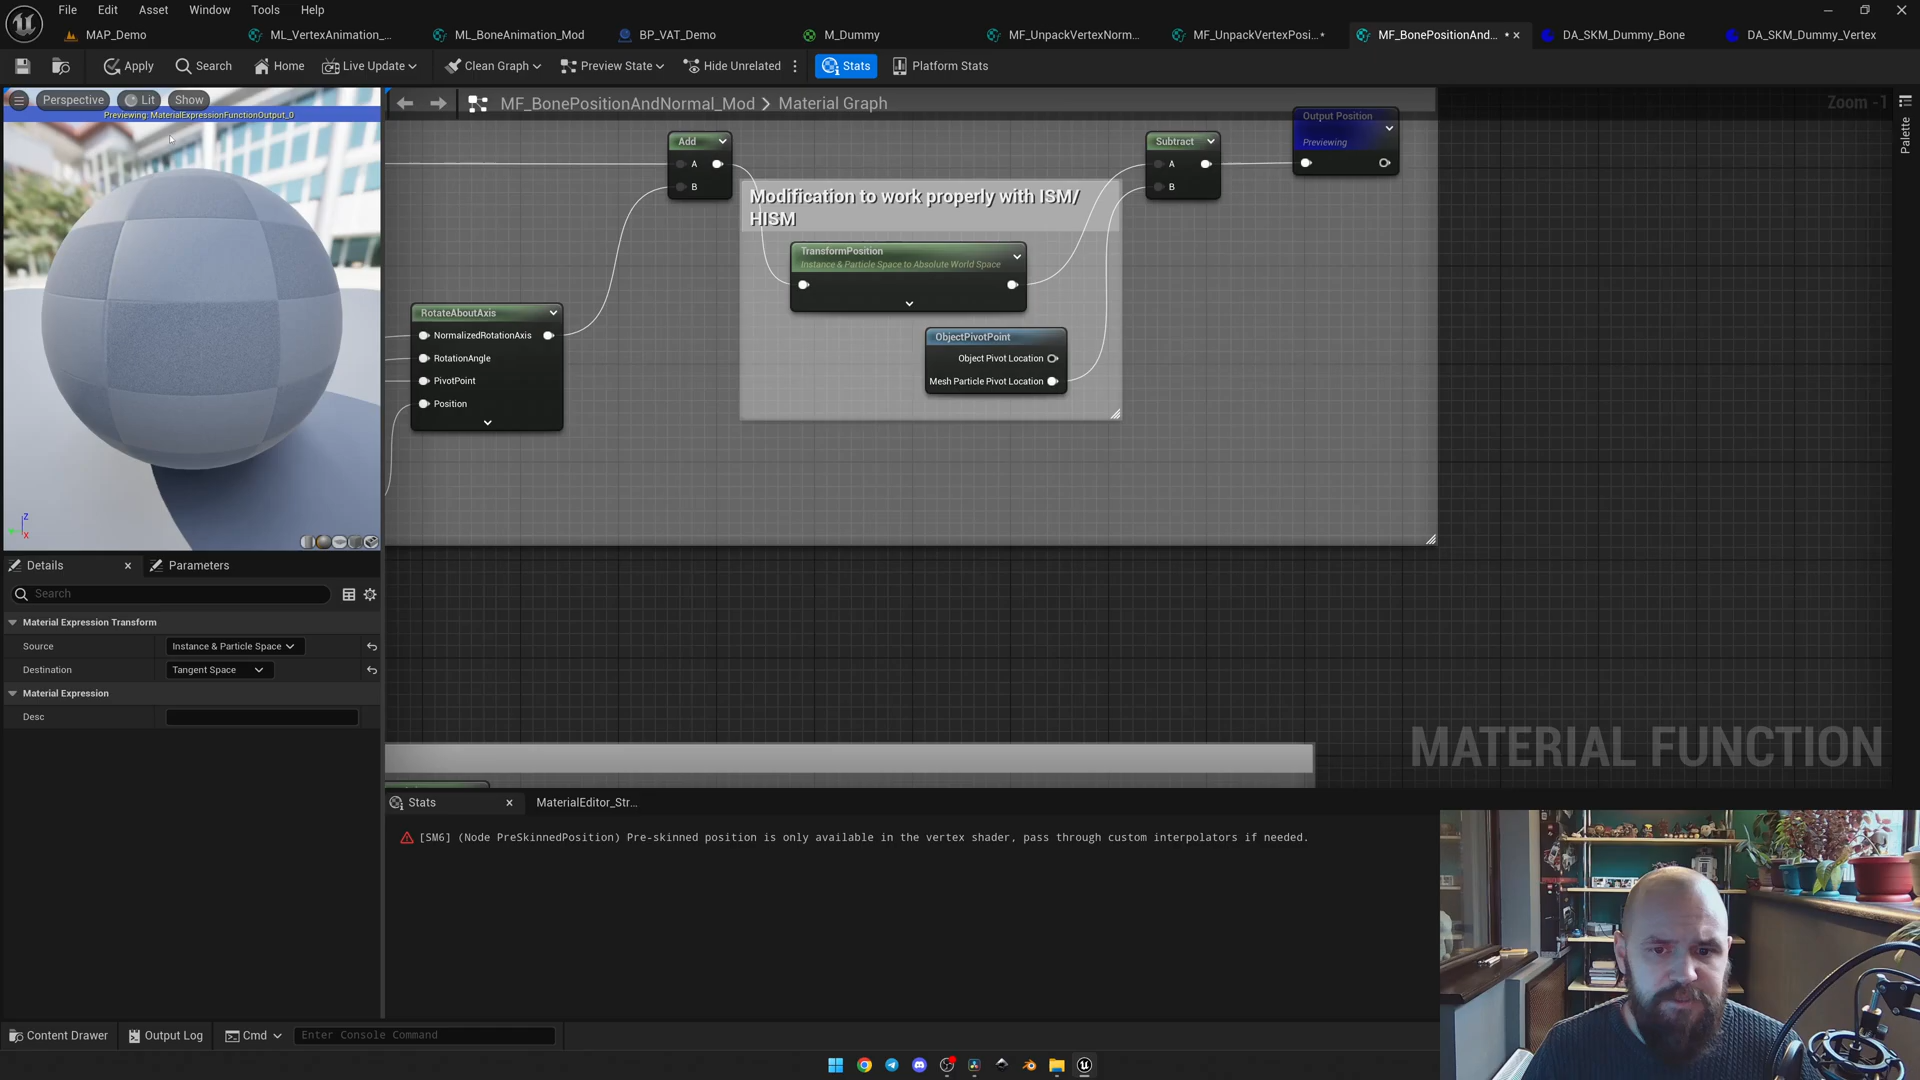 File Edit Asset Window Tools Help
MAP_Demo ML_VertexAnimation_... ML_BoneAnimation_Mod BP_VAT_Demo M_Dummy MF_UnpackVertexNorm... MF_UnpackVertexPosi...* MF_BonePositionAnd... * DA_SKM_Dummy_Bone DA_SKM_Dummy_Vertex
Apply Search Home Live Update Clean Graph Preview State Hide Unrelated Stats Platform Stats
Perspective Lit Show
Previewing: MaterialExpressionFunctionOutput_0
MF_BonePositionAndNormal_Mod > Material Graph
Zoom -1
Palette
Add
A
B
Subtract
A
B
Output Position
Previewing
Modification to work properly with ISM/
HISM
TransformPosition
Instance & Particle Space to Absolute World Space
RotateAboutAxis
NormalizedRotationAxis
RotationAngle
PivotPoint
Position
ObjectPivotPoint
Object Pivot Location
Mesh Particle Pivot Location
Z
X
Details Parameters
Search
Material Expression Transform
Source Instance & Particle Space
Destination Tangent Space
Material Expression
Desc
MATERIAL FUNCTION
Stats MaterialEditor_Str...
[SM6] (Node PreSkinnedPosition) Pre-skinned position is only available in the vertex shader, pass through custom interpolators if needed.
Content Drawer Output Log Cmd Enter Console Command